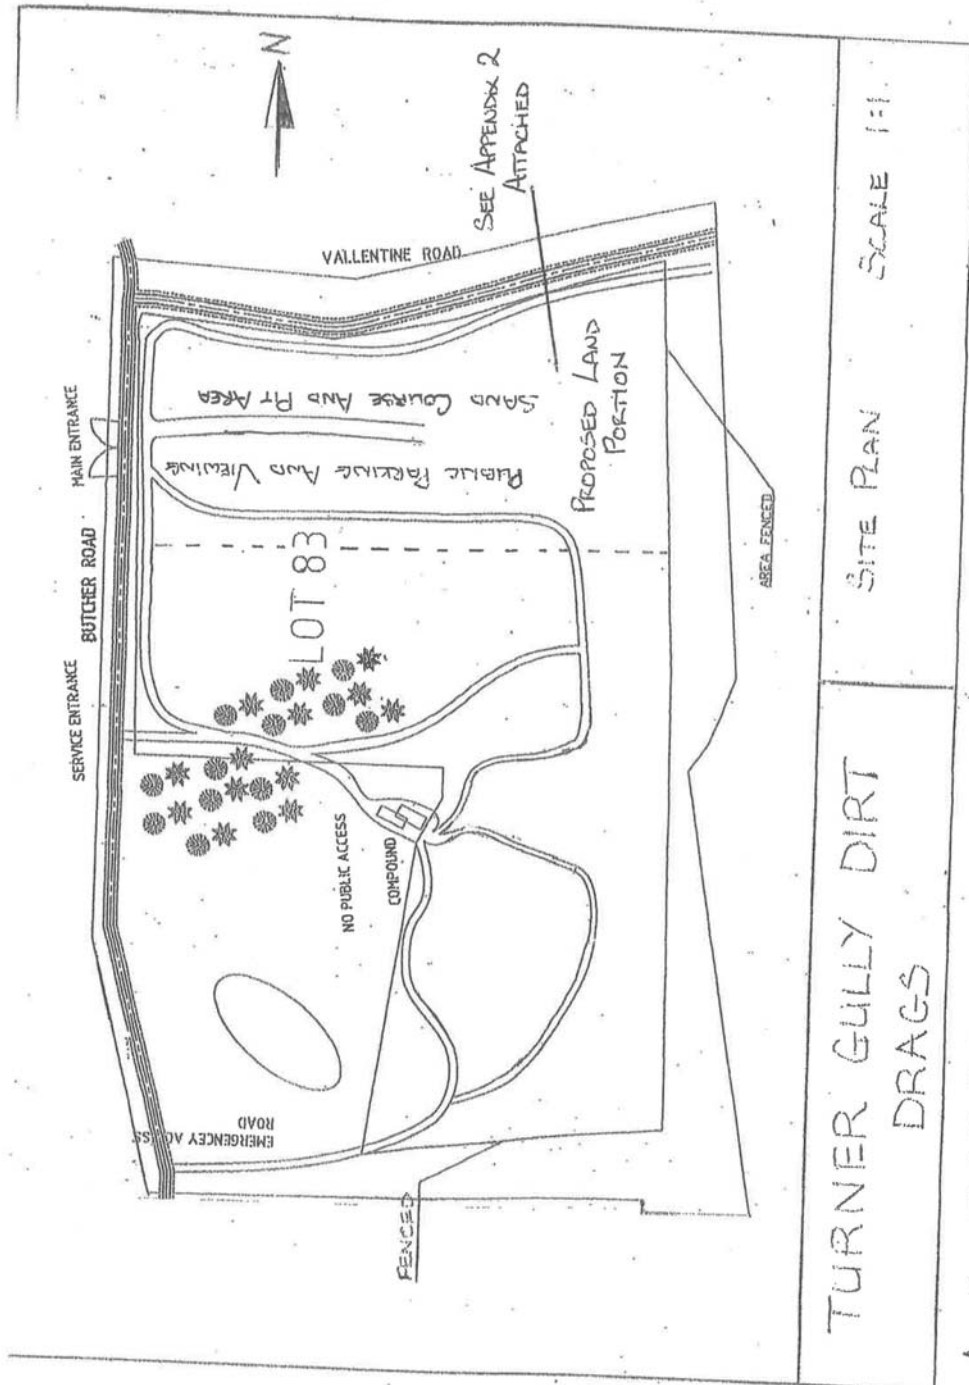 N
SEE APPENDIX 2
ATTACHED
VALLENTINE ROAD
MAIN ENTRANCE
BUTCHER ROAD
SERVICE ENTRANCE
SAND COURSE AND PIT AREA
PUBLIC PARKING AND VIEWING
PROPOSED LAND
PORTION
LOT 83
AREA FENCED
NO PUBLIC ACCESS
COMPOUND
EMERGENCEY ACCESS
ROAD
FENCED
TURNER GULLY DIRT
DRAGS
SITE PLAN
SCALE 1:1